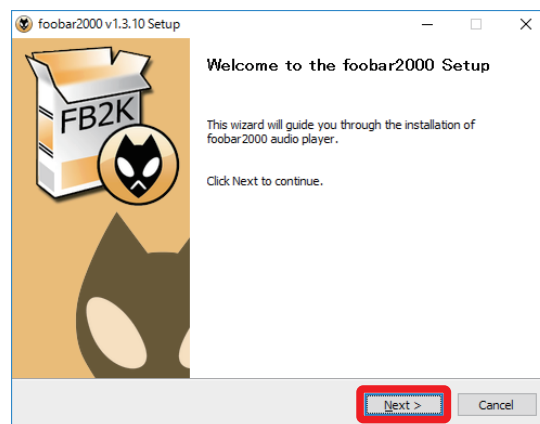 foobar2000 v1.3.10 Setup
FB2K
Welcome to the foobar2000 Setup
This wizard will guide you through the installation of
foobar2000 audio player.
Click Next to continue.
Next >
Cancel